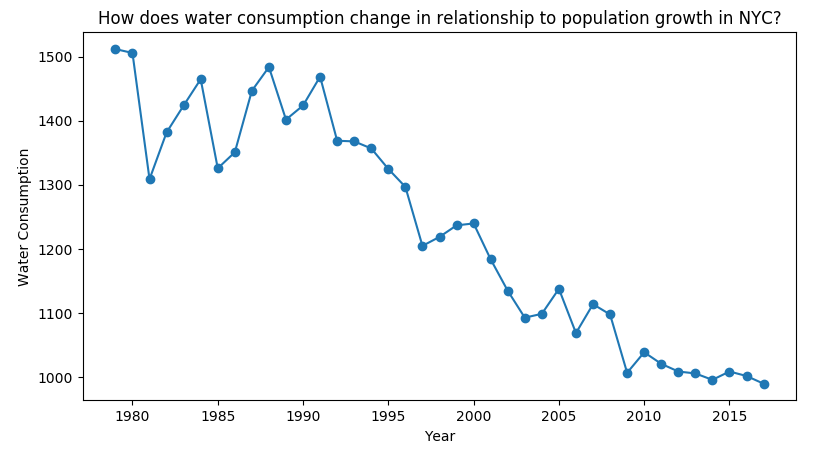 How does water consumption change in relationship to population growth in NYC?
1500
1400
1300
1200
1100
1000
Water Consumption
1980 1985 1990 1995 2000 2005 2010 2015
Year